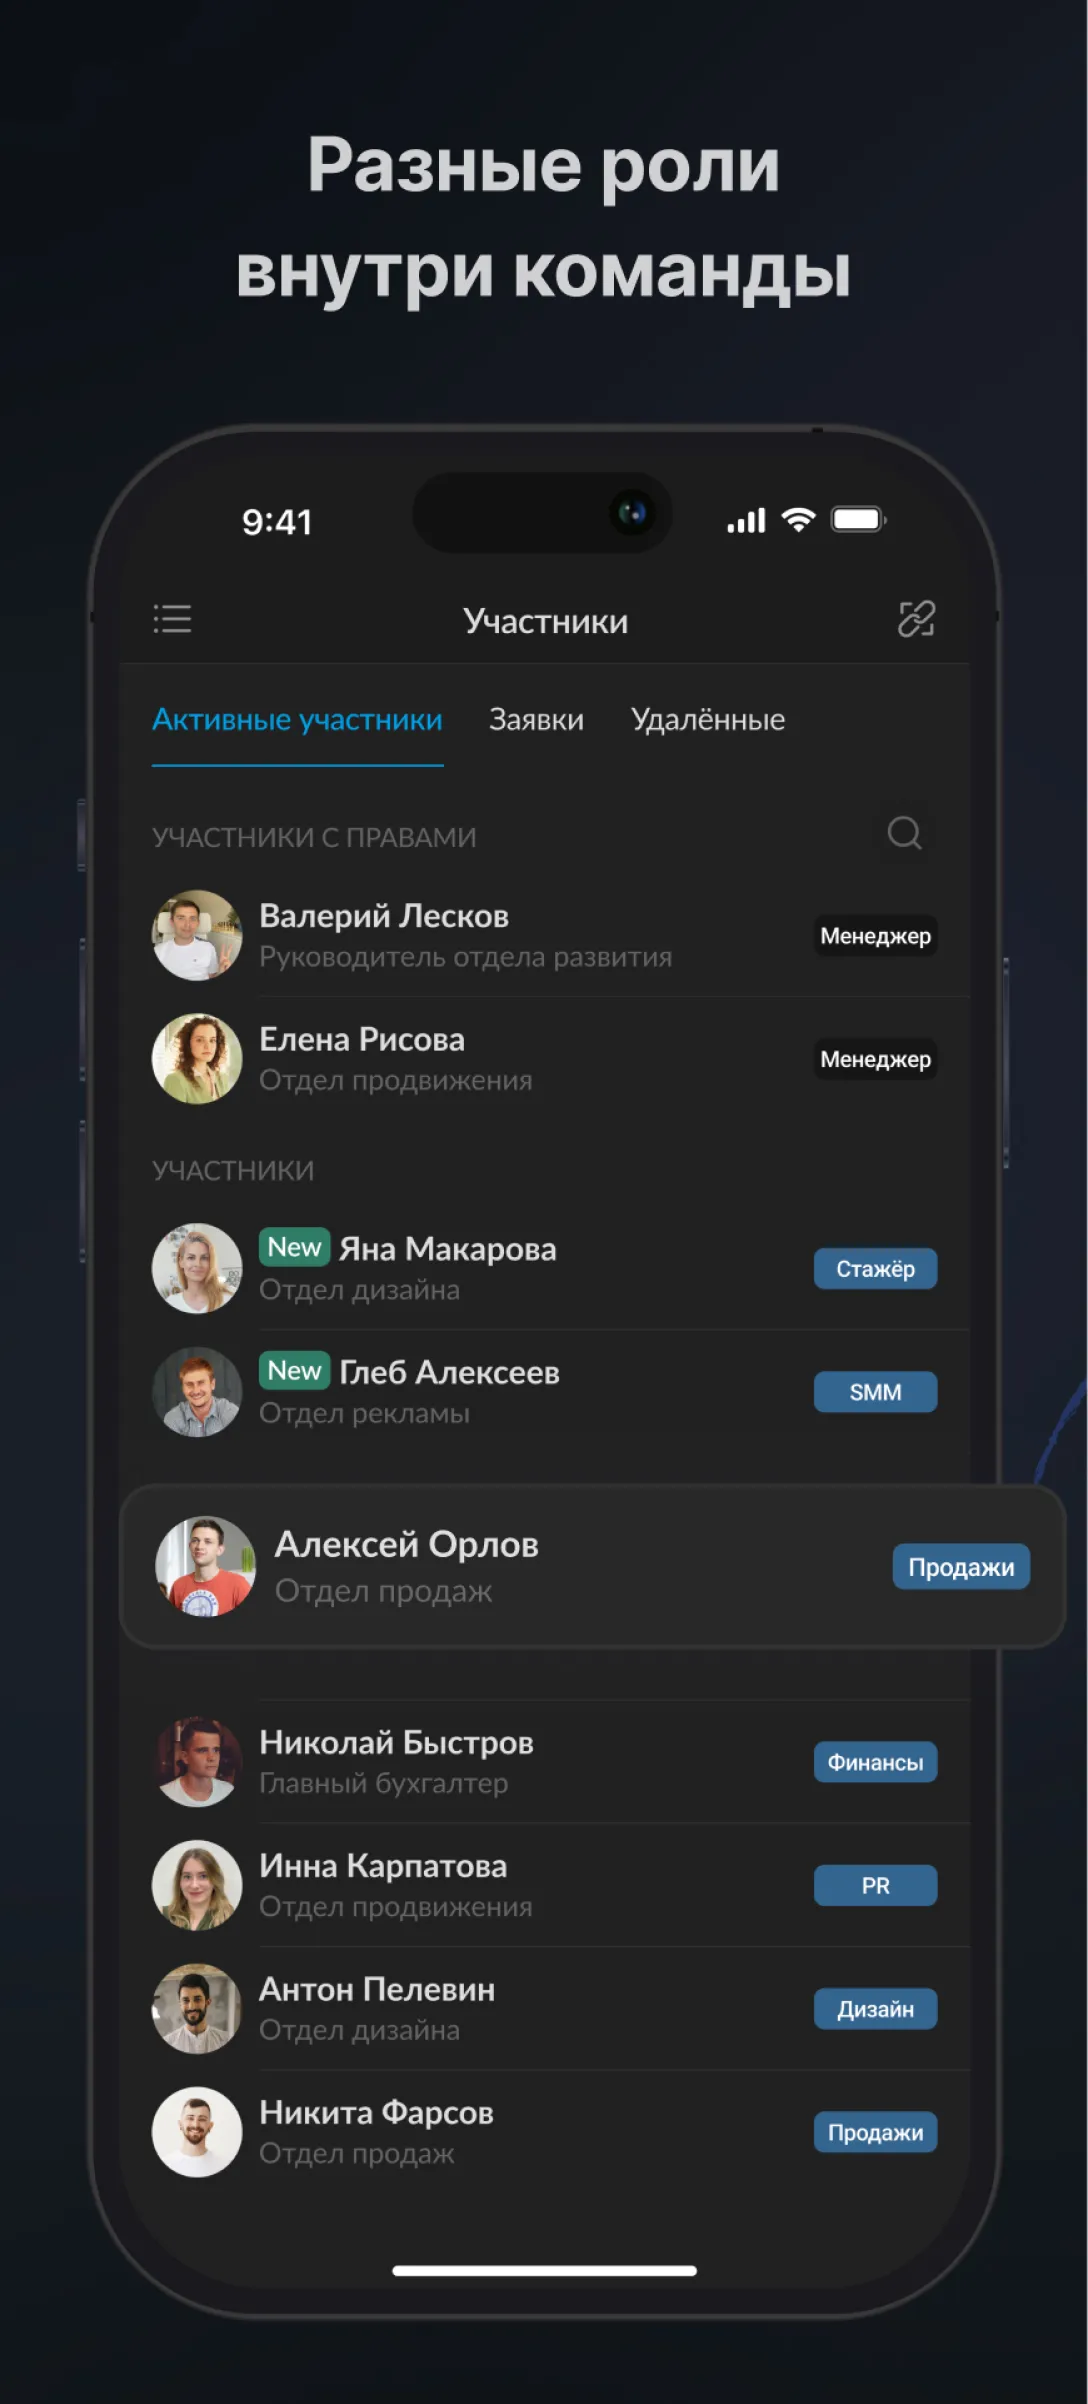 Разные роли
внутри команды
9:41
Участники
Активные участники Заявки Удалённые
УЧАСТНИКИ С ПРАВАМИ
Валерий Лесков
Руководитель отдела развития
Менеджер
Елена Рисова
Отдел продвижения
Менеджер
УЧАСТНИКИ
New Яна Макарова
Отдел дизайна
Стажёр
New Глеб Алексеев
Отдел рекламы
SMM
Алексей Орлов
Отдел продаж
Продажи
Николай Быстров
Главный бухгалтер
Финансы
Инна Карпатова
Отдел продвижения
PR
Антон Пелевин
Отдел дизайна
Дизайн
Никита Фарсов
Отдел продаж
Продажи